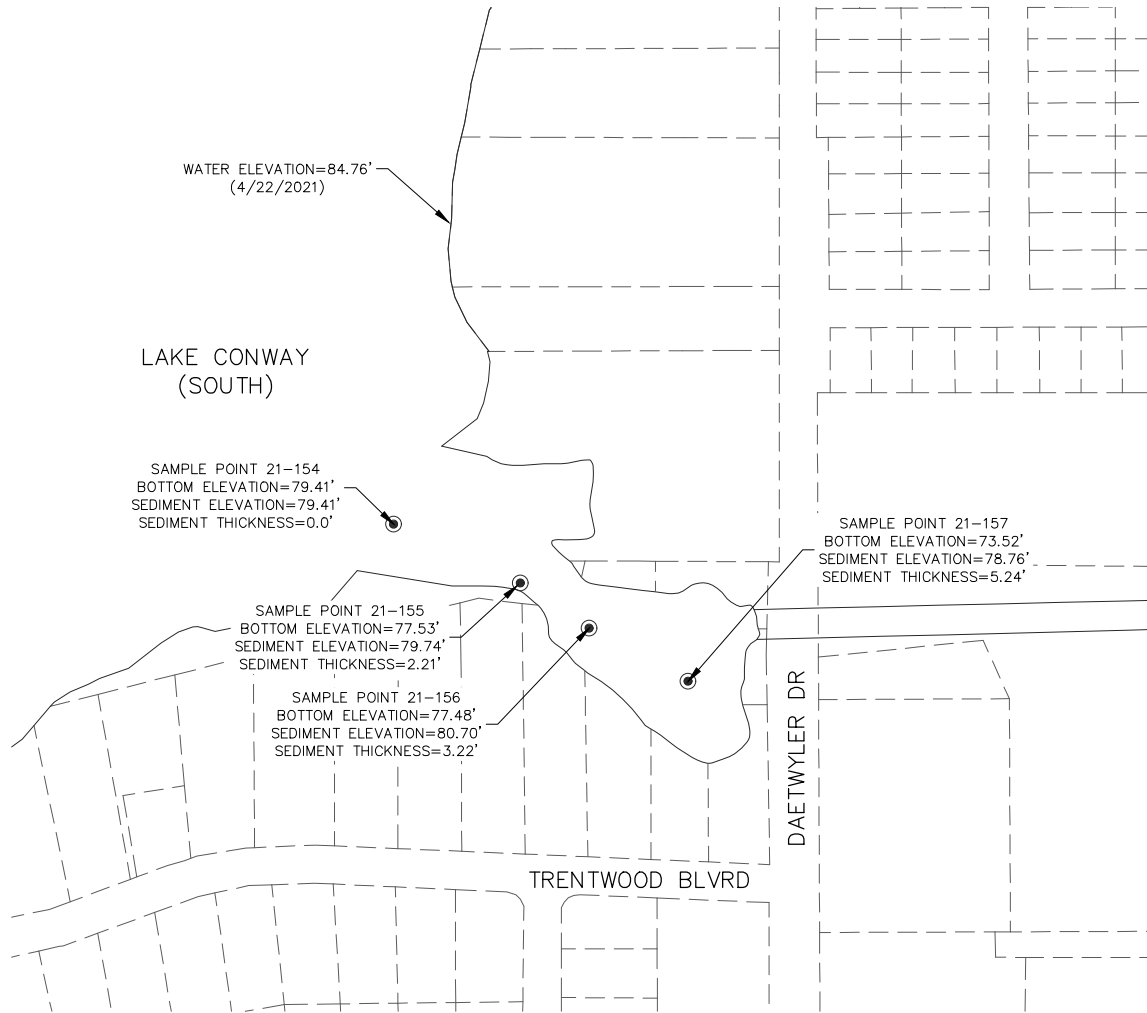 WATER ELEVATION=84.76'
(4/22/2021)
LAKE CONWAY
(SOUTH)
SAMPLE POINT 21-154
BOTTOM ELEVATION=79.41'
SEDIMENT ELEVATION=79.41'
SEDIMENT THICKNESS=0.0'
SAMPLE POINT 21-157
BOTTOM ELEVATION=73.52'
SEDIMENT ELEVATION=78.76'
SEDIMENT THICKNESS=5.24'
SAMPLE POINT 21-155
BOTTOM ELEVATION=77.53'
SEDIMENT ELEVATION=79.74'
SEDIMENT THICKNESS=2.21'
SAMPLE POINT 21-156
BOTTOM ELEVATION=77.48'
SEDIMENT ELEVATION=80.70'
SEDIMENT THICKNESS=3.22'
DAETWYLER DR
TRENTWOOD BLVRD